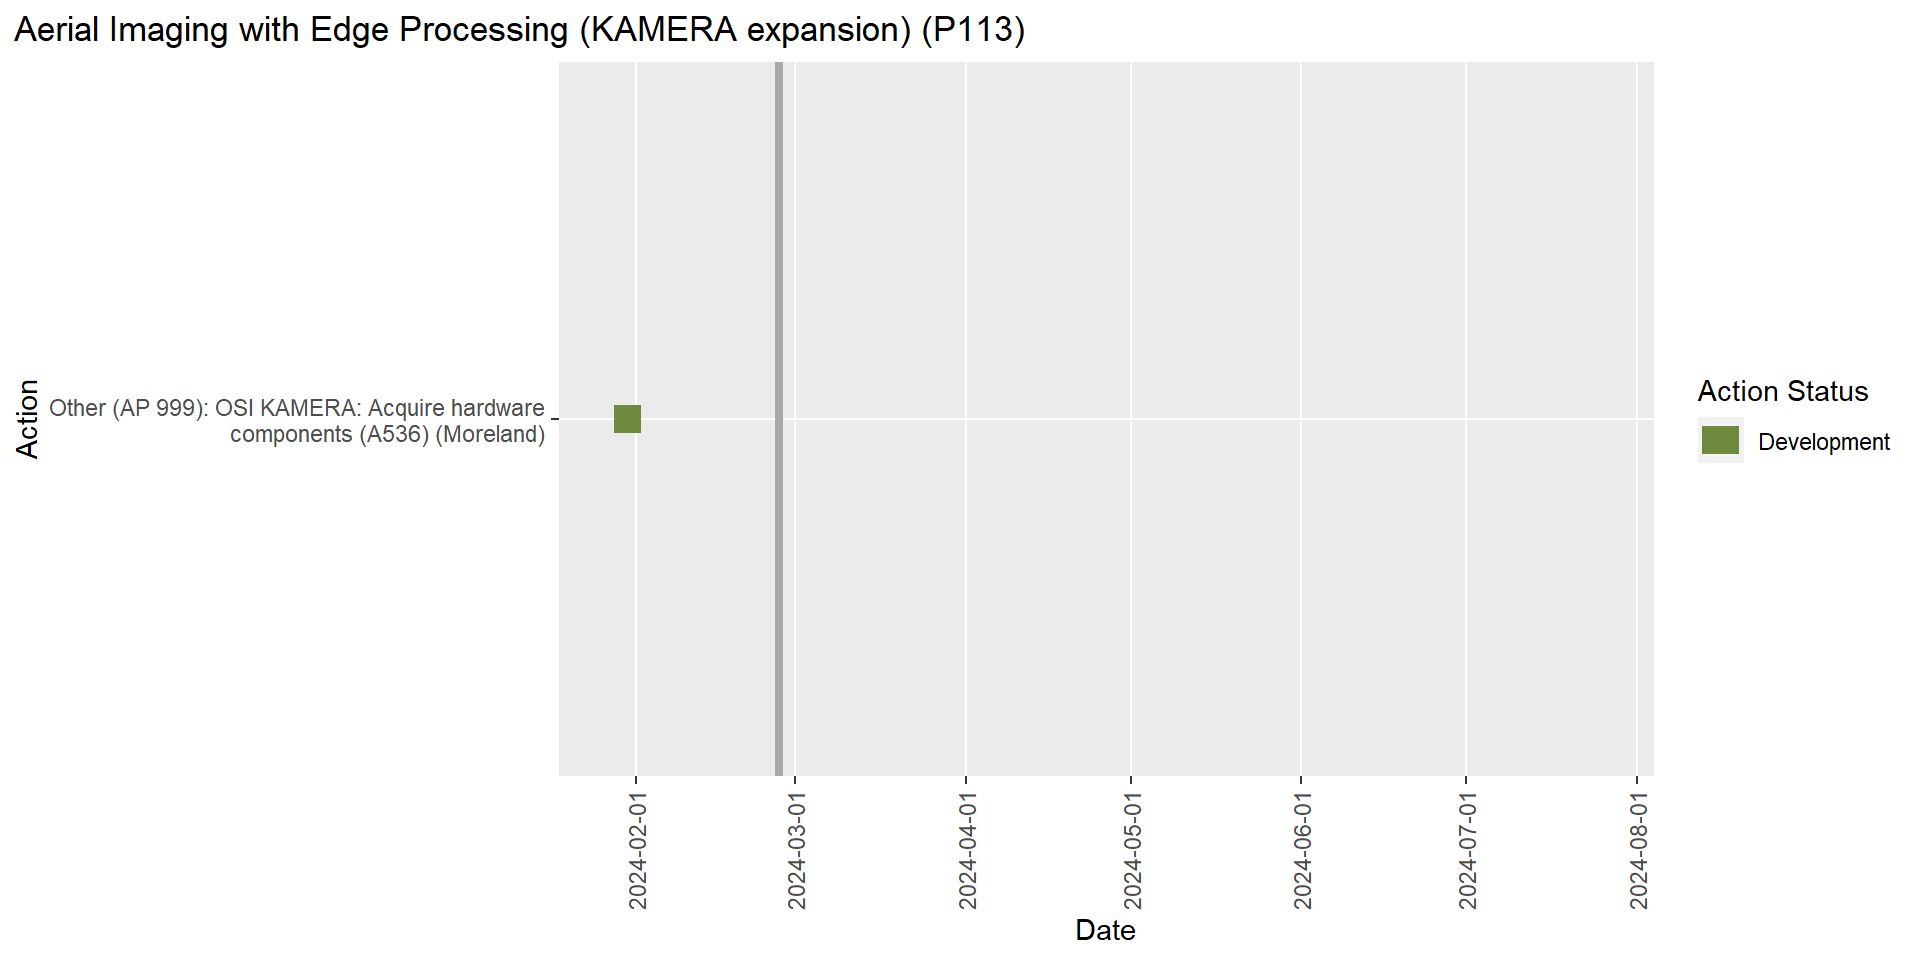 Aerial Imaging with Edge Processing (KAMERA expansion) (P113)
Action
Other (AP 999): OSI KAMERA: Acquire hardware
components (A536) (Moreland)
2024-02-01
2024-03-01
2024-04-01
2024-05-01
2024-06-01
2024-07-01
2024-08-01
Date
Action Status
Development